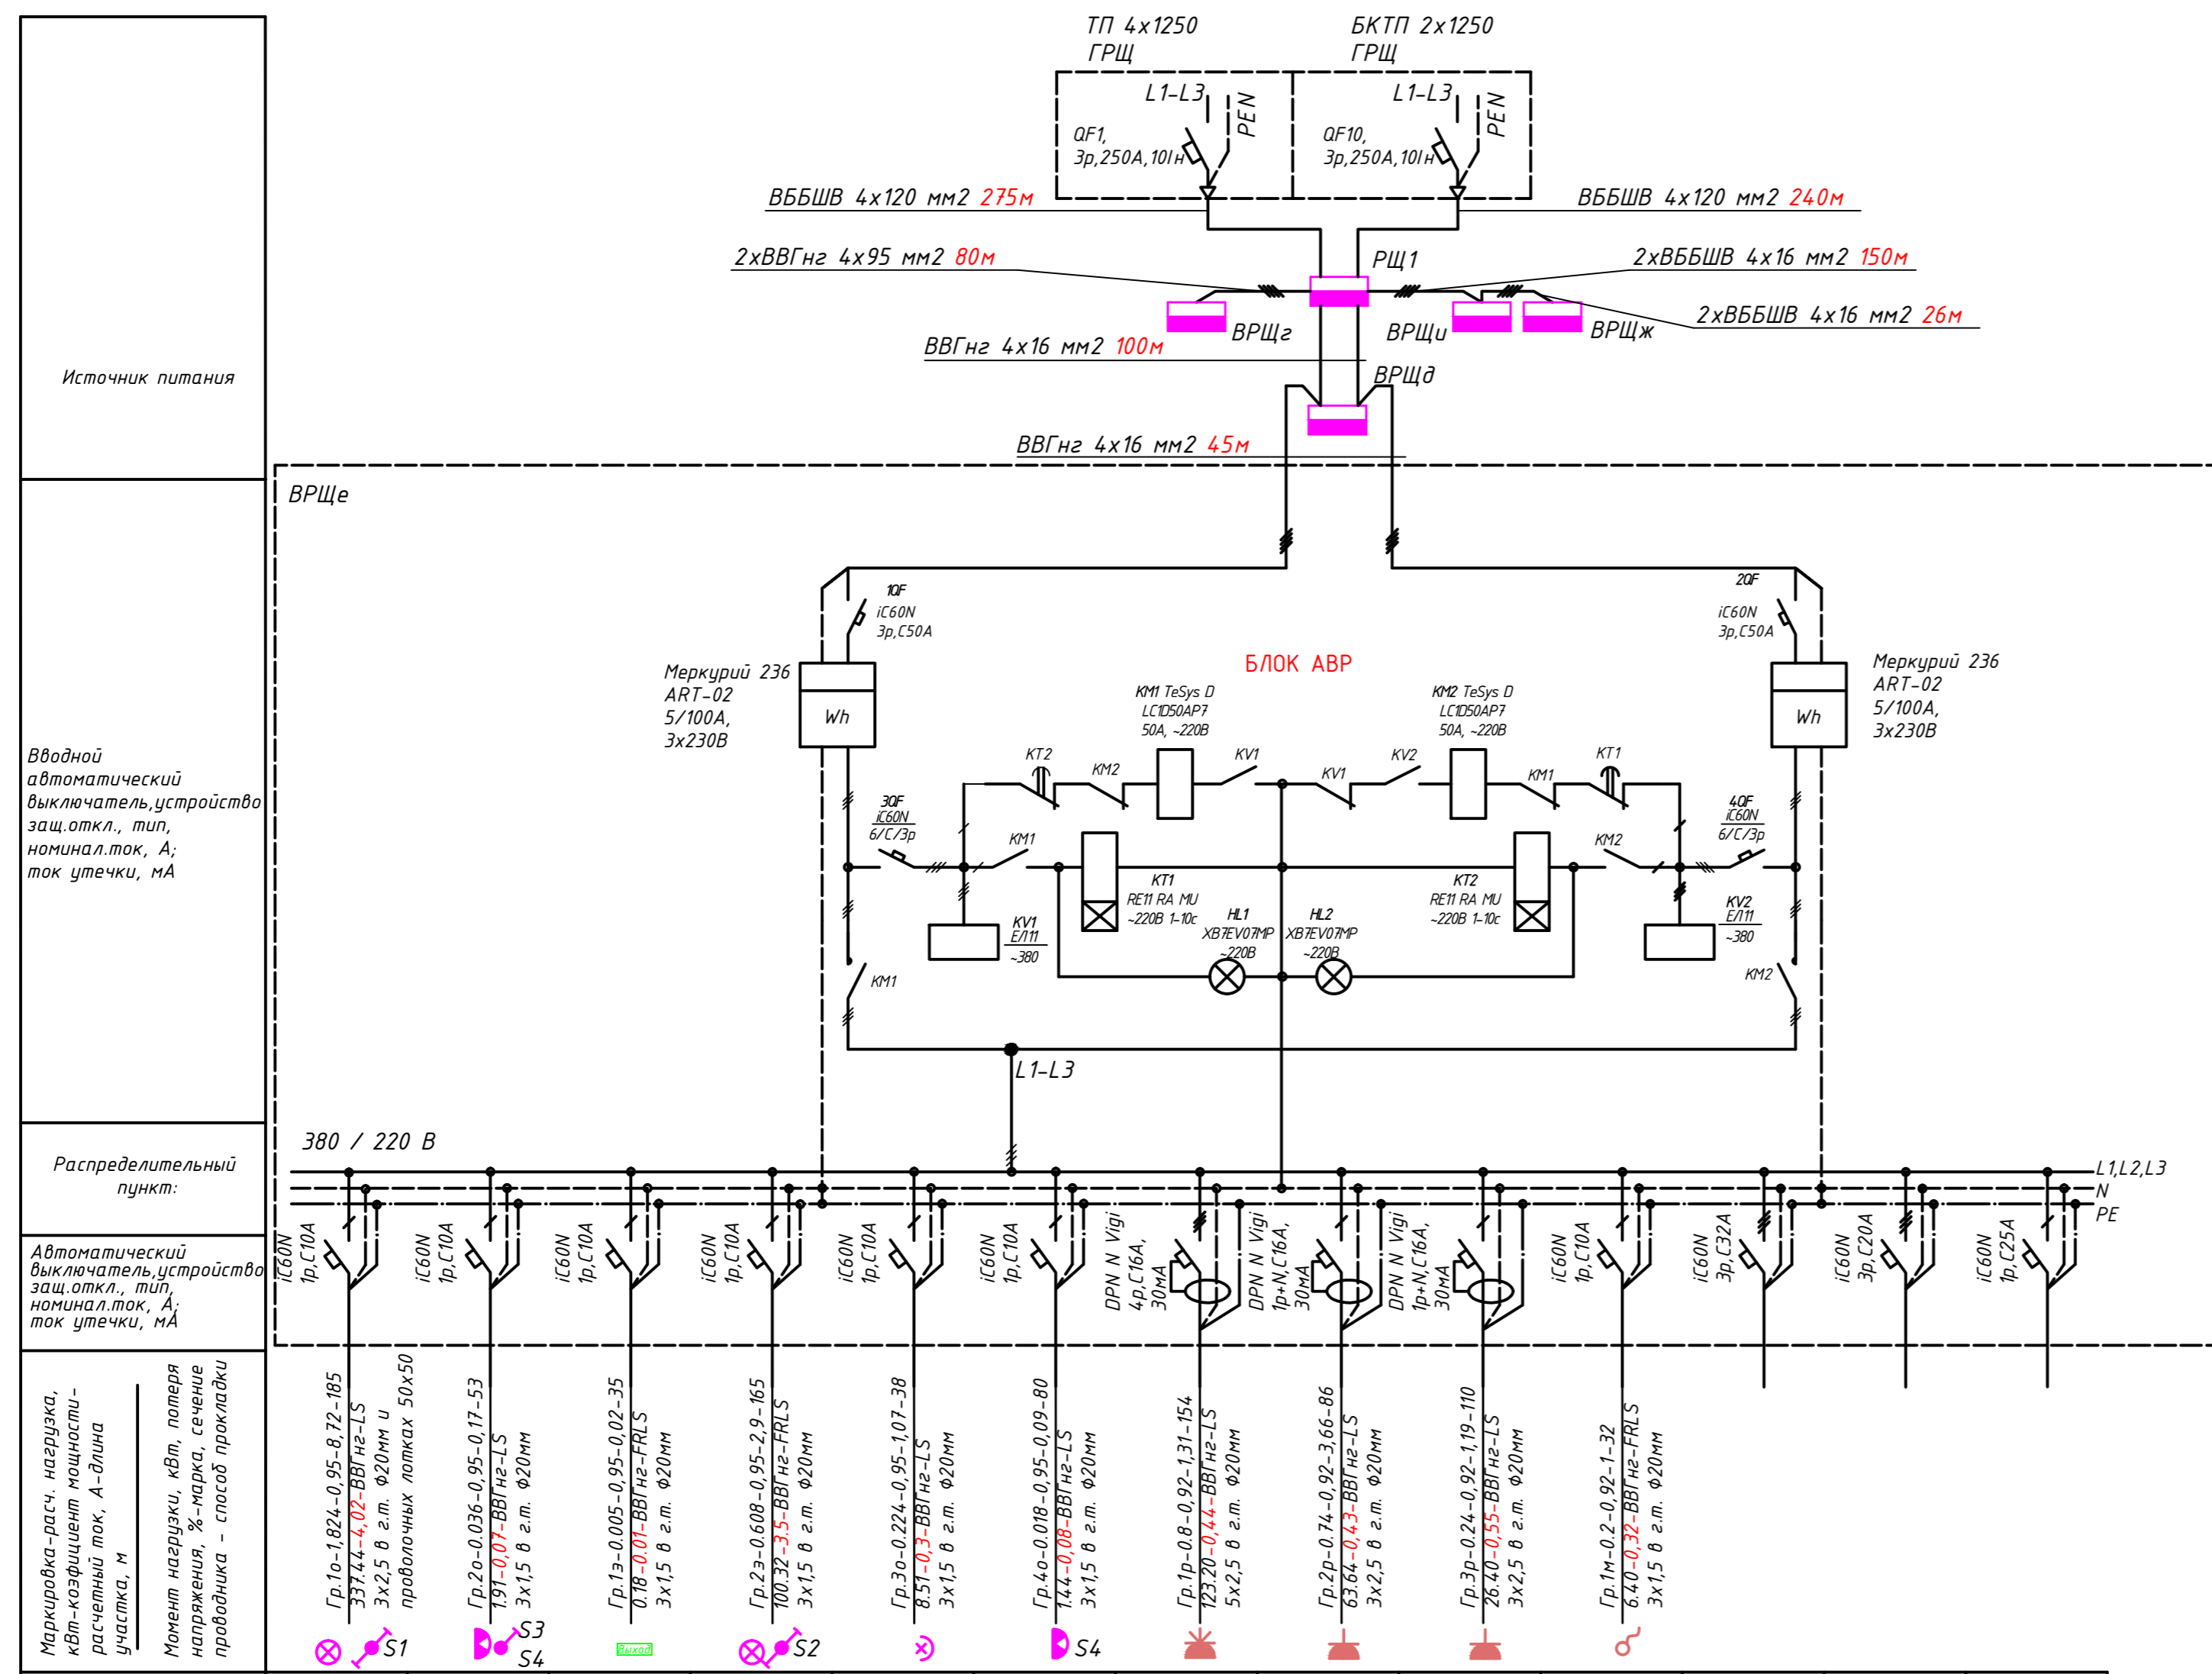 ТП 4х1250
ГРЩ
БКТП 2х1250
ГРЩ
L1-L3
PEN
L1-L3
PEN
QF1,
3р,250А,10Iн
QF10,
3р,250А,10Iн
ВББШВ 4х120 мм2 275м
ВББШВ 4х120 мм2 240м
2хВВГнг 4х95 мм2 80м
РЩ1
2хВББШВ 4х16 мм2 150м
ВРЩг
ВРЩи
ВРЩж
2хВББШВ 4х16 мм2 26м
ВВГнг 4х16 мм2 100м
ВРЩд
ВВГнг 4х16 мм2 45м
Источник питания
ВРЩе
1QF
iC60N
3р,С50А
2QF
iC60N
3р,С50А
Меркурий 236
ART-02
5/100А,
3х230В
Wh
БЛОК АВР
Меркурий 236
ART-02
5/100А,
3х230В
Wh
KM1 TeSys D
LC1D50AP7
50А, ~220В
KM2 TeSys D
LC1D50AP7
50А, ~220В
KT2
KM2
KV1
KV1
KV2
KM1
KT1
Вводной
автоматический
выключатель,устройство
защ.откл., тип,
номинал.ток, А;
ток утечки, мА
3QF
iC60N
6/С/3р
KM1
KM2
4QF
iC60N
6/С/3р
KT1
RE11 RA MU
~220В 1-10с
KT2
RE11 RA MU
~220В 1-10с
KV1
ЕЛ11
~380
HL1
XB7EV07MP
~220В
HL2
XB7EV07MP
~220В
KV2
ЕЛ11
~380
KM1
KM2
L1-L3
380 / 220 В
Распределительный
пункт:
L1,L2,L3
N
PE
Автоматический
выключатель,устройство
защ.откл., тип,
номинал.ток, А;
ток утечки, мА
iC60N
1р,С10А
iC60N
1р,С10А
iC60N
1р,С10А
iC60N
1р,С10А
iC60N
1р,С10А
iC60N
1р,С10А
DPN N Vigi
4р,С16А,
30мА
DPN N Vigi
1р+N,С16А,
30мА
DPN N Vigi
1р+N,С16А,
30мА
iC60N
1р,С10А
iC60N
3р,С32А
iC60N
3р,С20А
iC60N
1р,С25А
Маркировка-расч. нагрузка,
кВт-коэфициент мощности-
расчетный ток, А-длина
участка, м
Момент нагрузки, кВт, потеря
напряжения, %-марка, сечение
проводника - способ прокладки
Гр.1о-1,824-0,95-8,72-185
337.44-4,02-ВВГнг-LS
3х2,5 в г.т. ф20мм и
проволочных лотках 50х50
Гр.2о-0.036-0,95-0,17-53
1.91-0,07-ВВГнг-LS
3х1,5 в г.т. ф20мм
Гр.1э-0.005-0,95-0,02-35
0.18-0.01-ВВГнг-FRLS
3х1,5 в г.т. ф20мм
Гр.2э-0.608-0,95-2,9-165
100.32-3.5-ВВГнг-FRLS
3х1,5 в г.т. ф20мм
Гр.3о-0.224-0,95-1,07-38
8.51-0,3-ВВГнг-LS
3х1,5 в г.т. ф20мм
Гр.4о-0.018-0,95-0,09-80
1.44-0,08-ВВГнг-LS
3х1,5 в г.т. ф20мм
Гр.1р-0.8-0,92-1,31-154
123.20-0,44-ВВГнг-LS
5х2,5 в г.т. ф20мм
Гр.2р-0.74-0,92-3,66-86
63.64-0,43-ВВГнг-LS
3х2,5 в г.т. ф20мм
Гр.3р-0.24-0,92-1,19-110
26.40-0,55-ВВГнг-LS
3х2,5 в г.т. ф20мм
Гр.1м-0.2-0,92-1-32
6.40-0,32-ВВГнг-FRLS
3х1,5 в г.т. ф20мм
S1
S3
S4
Выход
S2
S4